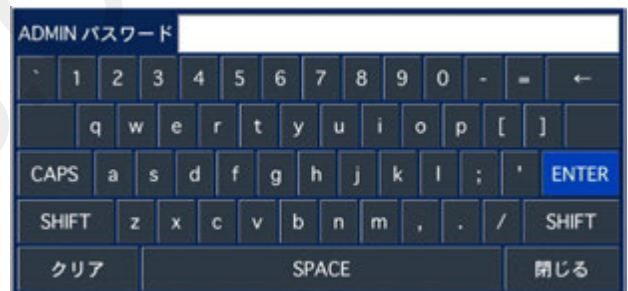 ADMIN パスワード
` 1 2 3 4 5 6 7 8 9 0 - = ←
q w e r t y u i o p [ ]
CAPS a s d f g h j k l ; ' ENTER
SHIFT z x c v b n m , . / SHIFT
クリア SPACE 閉じる